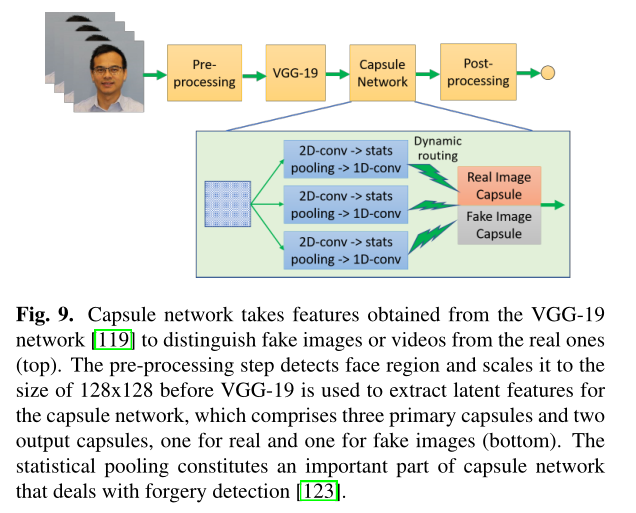 Pre-
processing
VGG-19
Capsule
Network
Post-
processing
2D-conv -> stats
pooling -> 1D-conv
2D-conv -> stats
pooling -> 1D-conv
2D-conv -> stats
pooling -> 1D-conv
Dynamic
routing
Real Image
Capsule
Fake Image
Capsule
Fig. 9. Capsule network takes features obtained from the VGG-19
network [119] to distinguish fake images or videos from the real ones
(top). The pre-processing step detects face region and scales it to the
size of 128x128 before VGG-19 is used to extract latent features for
the capsule network, which comprises three primary capsules and two
output capsules, one for real and one for fake images (bottom). The
statistical pooling constitutes an important part of capsule network
that deals with forgery detection [123].